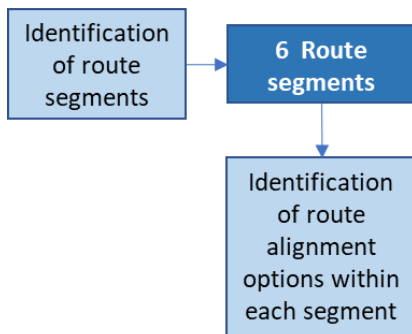 Identification
of route
segments
6 Route
segments
Identification
of route
alignment
options within
each segment